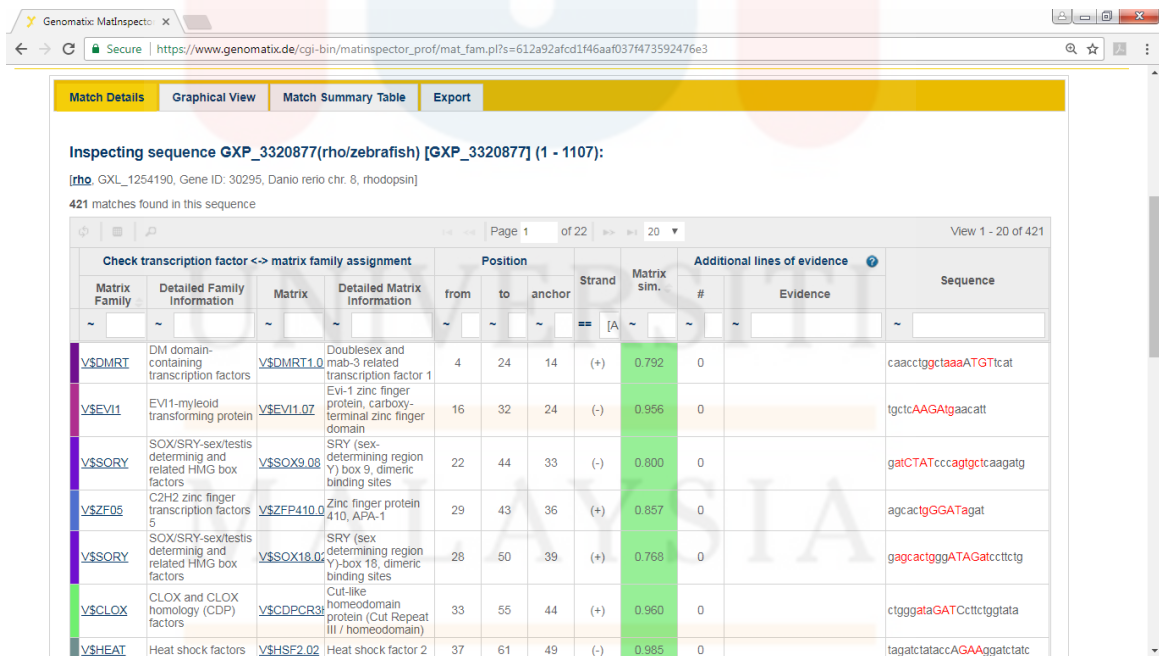 Genomatix: MatInspector
Secure | https://www.genomatix.de/cgi-bin/matinspector_prof/mat_fam.pl?s=612a92afcd1f46aaf037f473592476e3
Match Details Graphical View Match Summary Table Export
Inspecting sequence GXP_3320877(rho/zebrafish) [GXP_3320877] (1 - 1107):
[rho, GXL_1254190, Gene ID: 30295, Danio rerio chr. 8, rhodopsin]
421 matches found in this sequence
Page 1 of 22 20 View 1 - 20 of 421
Check transcription factor <-> matrix family assignment Position Strand Matrix sim. Additional lines of evidence ? Sequence
Matrix Family Detailed Family Information Matrix Detailed Matrix Information from to anchor # Evidence
~ ~ ~ ~ ~ ~ ~ == [A ~ ~ ~ ~
V$DMRT DM domain-containing transcription factors V$DMRT1.0 Doublesex and mab-3 related transcription factor 1 4 24 14 (+) 0.792 0 caacctggctaaaATGTtcat
V$EVI1 EVI1-myleoid transforming protein V$EVI1.07 Evi-1 zinc finger protein, carboxy-terminal zinc finger domain 16 32 24 (-) 0.956 0 tgctcAAGAtgaacatt
V$SORY SOX/SRY-sex/testis determinig and related HMG box factors V$SOX9.08 SRY (sex-determining region Y) box 9, dimeric binding sites 22 44 33 (-) 0.800 0 gatCTATcccagtgctcaagatg
V$ZF05 C2H2 zinc finger transcription factors 5 V$ZFP410.0 Zinc finger protein 410, APA-1 29 43 36 (+) 0.857 0 agcactgGGATagat
V$SORY SOX/SRY-sex/testis determinig and related HMG box factors V$SOX18.02 SRY (sex determining region Y)-box 18, dimeric binding sites 28 50 39 (+) 0.768 0 gagcactgggATAGatccttctg
V$CLOX CLOX and CLOX homology (CDP) factors V$CDPCR3H Cut-like homeodomain protein (Cut Repeat III / homeodomain) 33 55 44 (+) 0.960 0 ctgggataGATCcttctggtata
V$HEAT Heat shock factors V$HSF2.02 Heat shock factor 2 37 61 49 (-) 0.985 0 tagatctataccAGAAggatctatc
UNIVERSITI
MALAYSIA